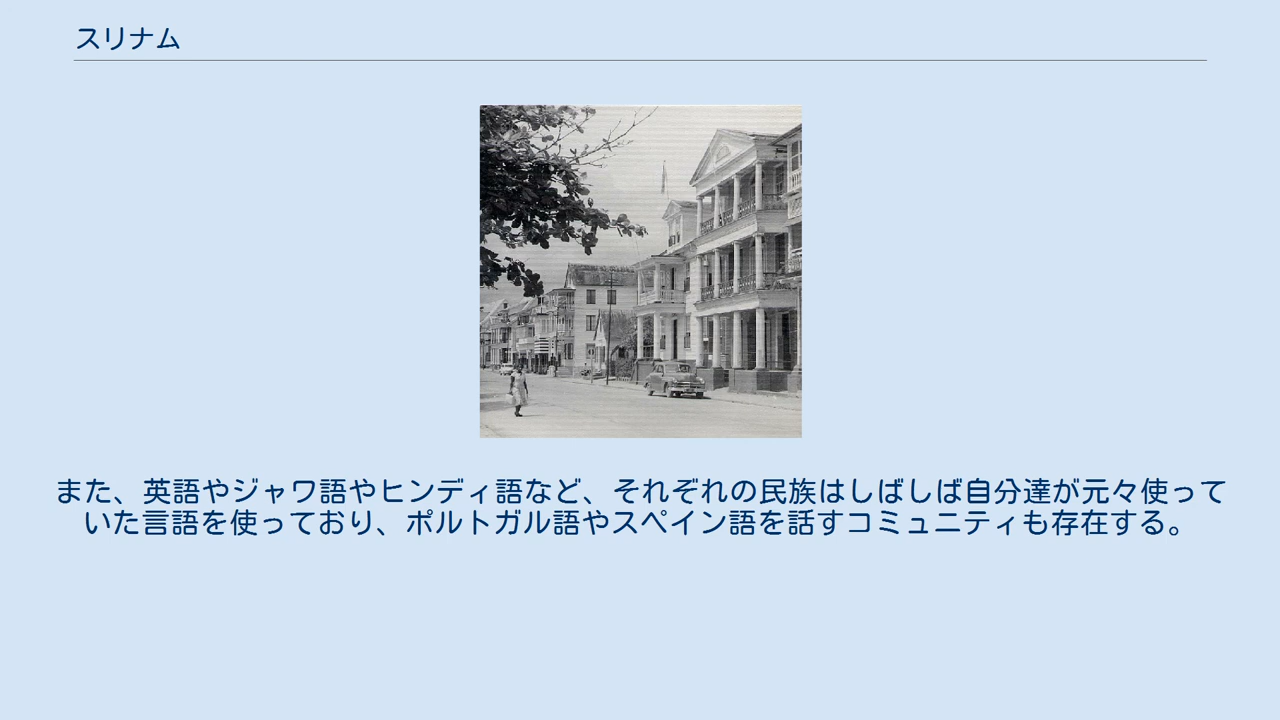 スリナム
また、英語やジャワ語やヒンディ語など、それぞれの民族はしばしば自分達が元々使って
いた言語を使っており、ポルトガル語やスペイン語を話すコミュニティも存在する。